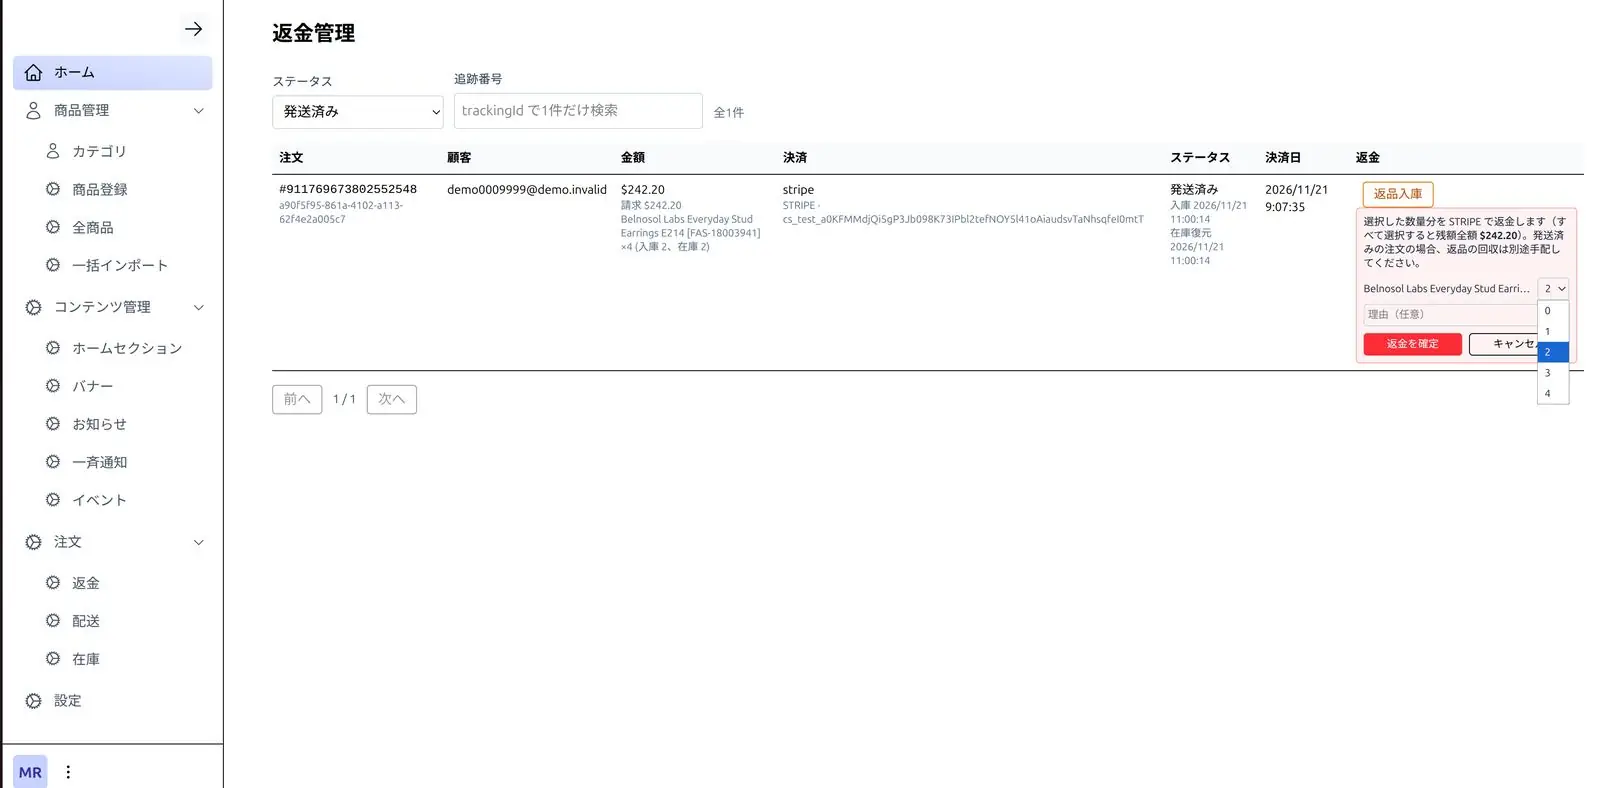 返金管理
ホーム
商品管理
カテゴリ
商品登録
全商品
一括インポート
コンテンツ管理
ホームセクション
バナー
お知らせ
一斉通知
イベント
注文
返金
配送
在庫
設定
MR
ステータス
追跡番号
発送済み
trackingId で1件だけ検索
全1件
注文
顧客
金額
決済
ステータス
決済日
返金
#911769673802552548
a90f5f95-861a-4102-a113-
62f4e2a005c7
demo0009999@demo.invalid
$242.20
請求 $242.20
Belnosol Labs Everyday Stud
Earrings E214 [FAS-18003941]
×4 (入庫 2、在庫 2)
stripe
STRIPE ·
cs_test_a0KFMMdjQi5gP3Jb098K73IPbl2tefNOY5l41oAiaudsvTaNhsqfeI0mtT
発送済み
入庫 2026/11/21
11:00:14
在庫復元
2026/11/21
11:00:14
2026/11/21
9:07:35
返品入庫
選択した数量分を STRIPE で返金します（す
べて選択すると残額全額 $242.20）。発送済
みの注文の場合、返品の回収は別途手配し
てください。
Belnosol Labs Everyday Stud Earri...
2
理由（任意）
返金を確定
キャンセ
0
1
2
3
4
前へ
1 / 1
次へ